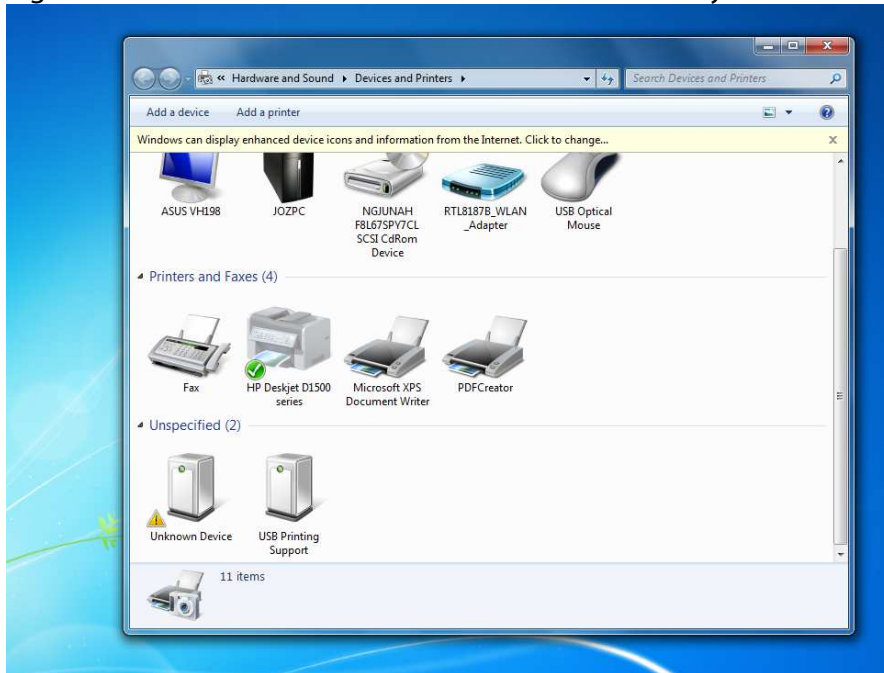 « Hardware and Sound ▸ Devices and Printers ▸
Search Devices and Printers
Add a device Add a printer
Windows can display enhanced device icons and information from the Internet. Click to change...
ASUS VH198
JOZPC
NGJUNAH
F8L67SPY7CL
SCSI CdRom
Device
RTL8187B_WLAN
_Adapter
USB Optical
Mouse
Printers and Faxes (4)
Fax
HP Deskjet D1500
series
Microsoft XPS
Document Writer
PDFCreator
Unspecified (2)
Unknown Device
USB Printing
Support
11 items